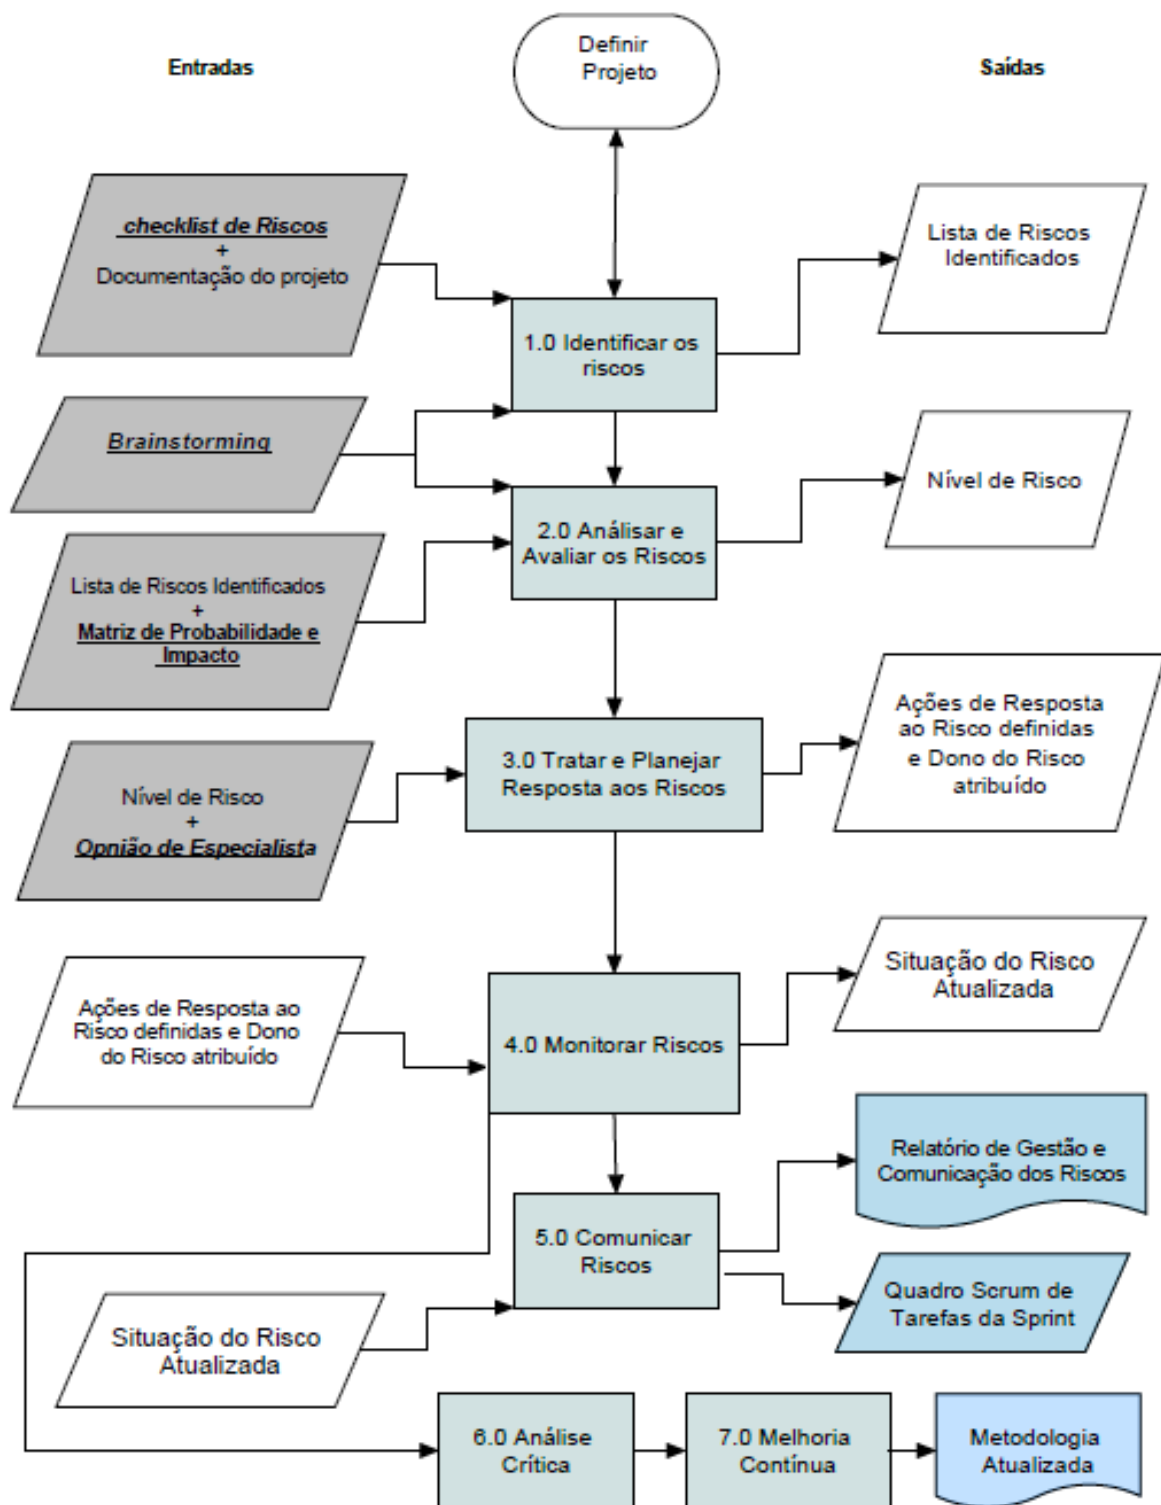 Entradas
Definir
Projeto
Saídas
checklist de Riscos
+
Documentação do projeto
Lista de Riscos
Identificados
1.0 Identificar os
riscos
Brainstorming
Nível de Risco
2.0 Análisar e
Avaliar os Riscos
Lista de Riscos Identificados
+
Matriz de Probabilidade e
Impacto
Ações de Resposta
ao Risco definidas
e Dono do Risco
atribuído
3.0 Tratar e Planejar
Resposta aos Riscos
Nível de Risco
+
Opnião de Especialista
Situação do Risco
Atualizada
Ações de Resposta ao
Risco definidas e Dono
do Risco atribuído
4.0 Monitorar Riscos
Relatório de Gestão e
Comunicação dos Riscos
5.0 Comunicar
Riscos
Quadro Scrum de
Tarefas da Sprint
Situação do Risco
Atualizada
6.0 Análise
Crítica
7.0 Melhoria
Contínua
Metodologia
Atualizada